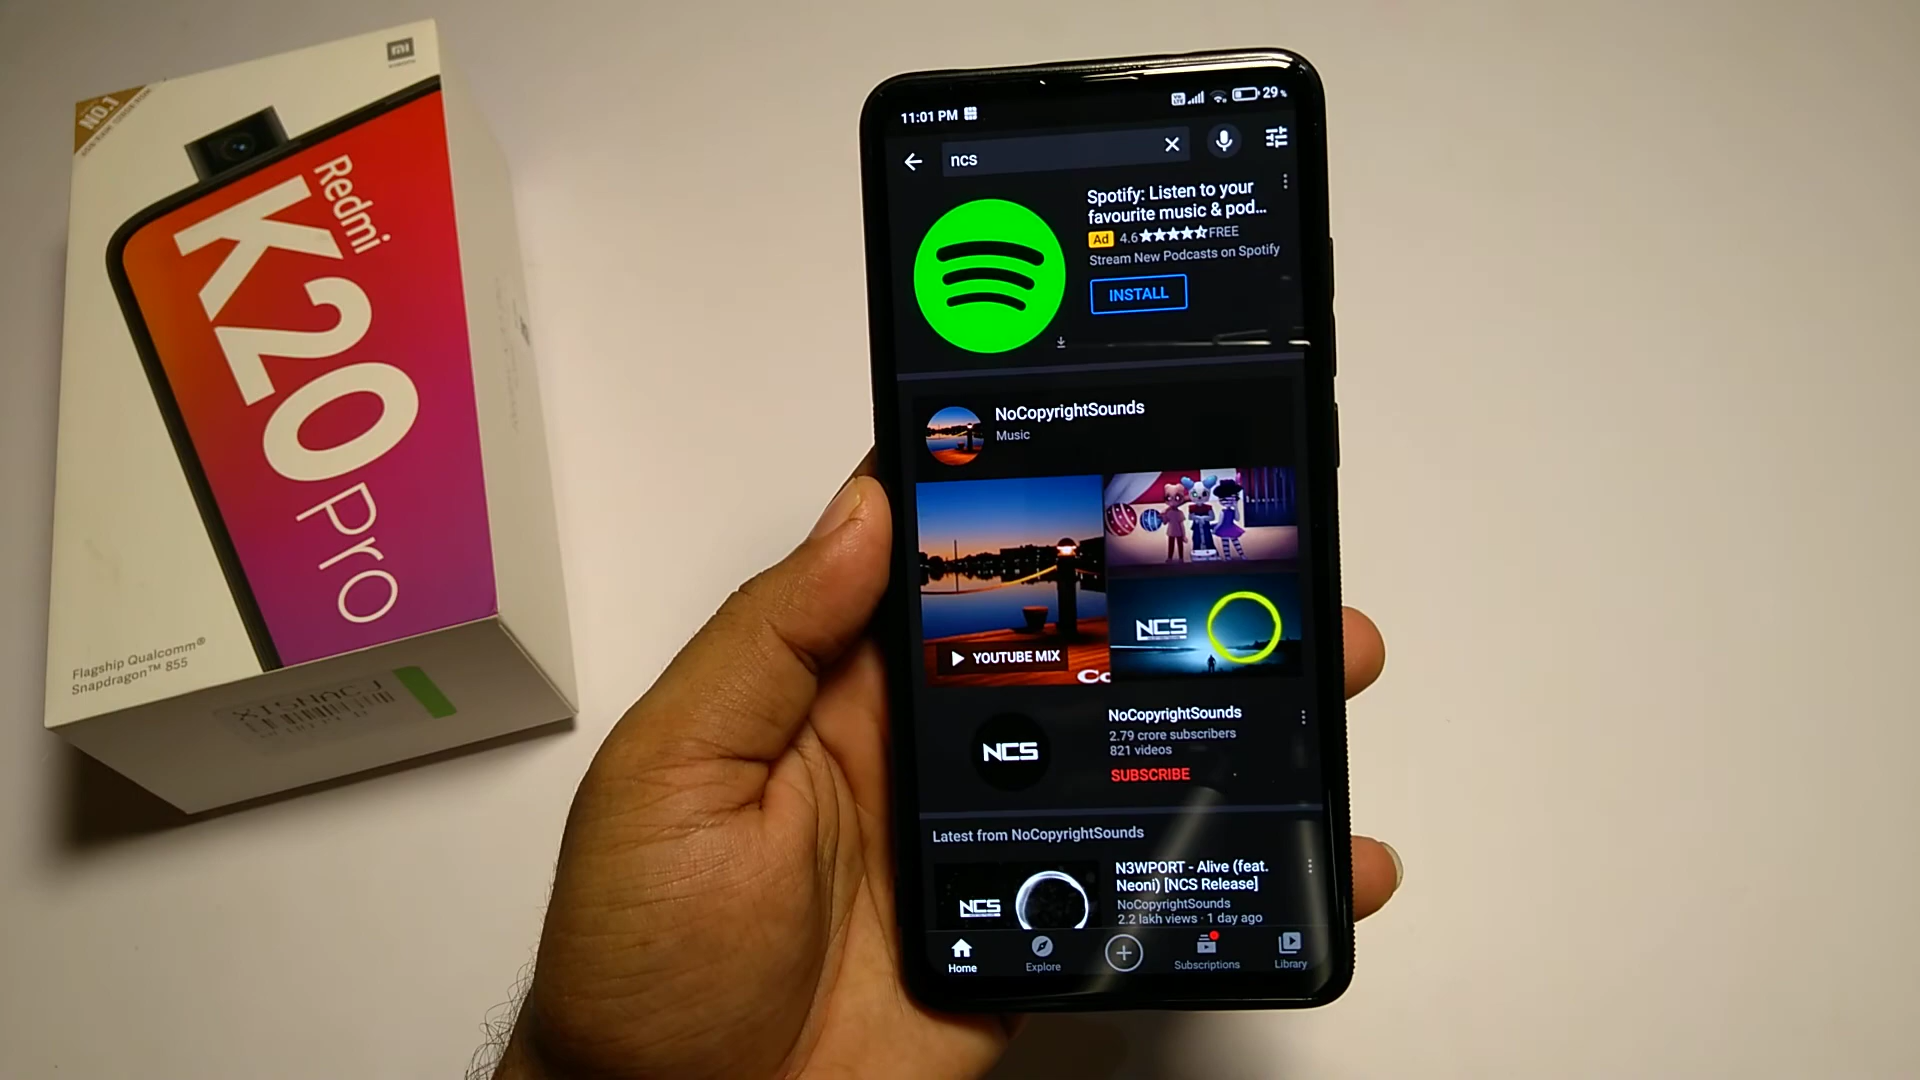 NO.1
Redmi
K20 Pro
Flagship Qualcomm®
Snapdragon™ 855
11:01 PM
29%
ncs
Spotify: Listen to your
favourite music & pod...
Ad 4.6 FREE
Stream New Podcasts on Spotify
INSTALL
NoCopyrightSounds
Music
NCS
YOUTUBE MIX
NCS
NoCopyrightSounds
2.79 crore subscribers
821 videos
SUBSCRIBE
Latest from NoCopyrightSounds
NCS
N3WPORT - Alive (feat.
Neoni) [NCS Release]
NoCopyrightSounds
2.2 lakh views · 1 day ago
Home
Explore
Subscriptions
Library